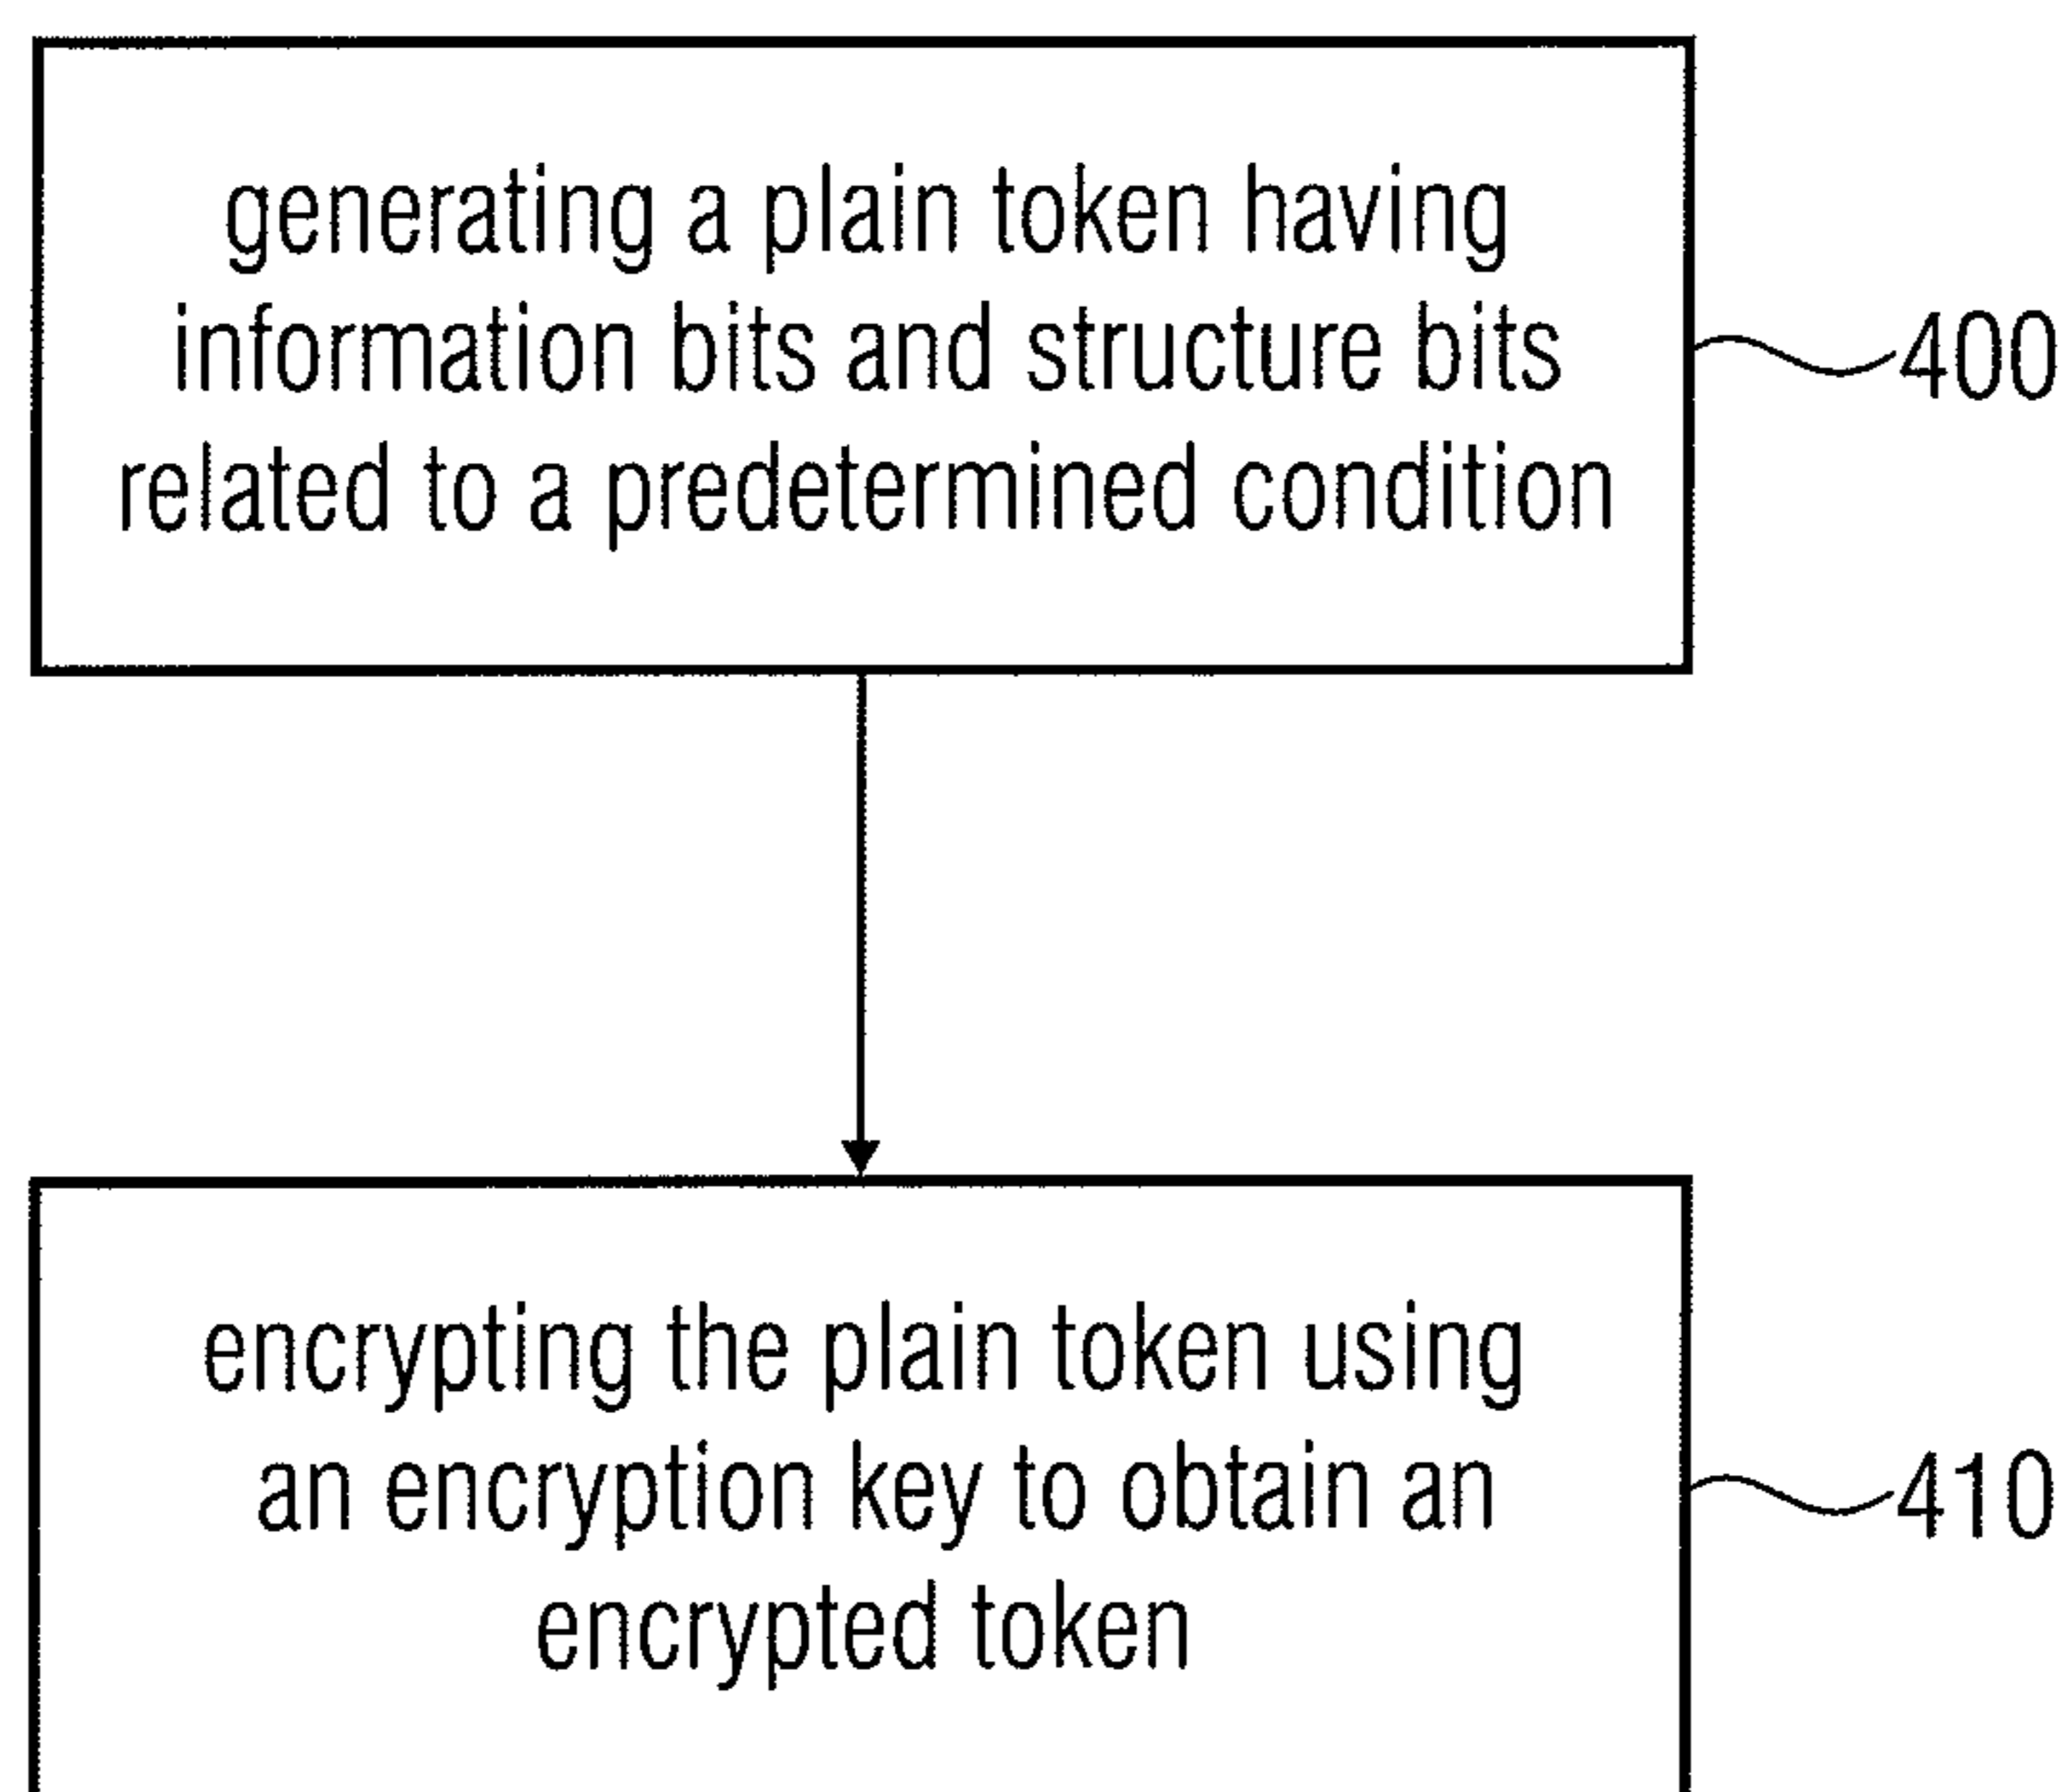 generating a plain token having
information bits and structure bits
related to a predetermined condition
400
encrypting the plain token using
an encryption key to obtain an
encrypted token
410